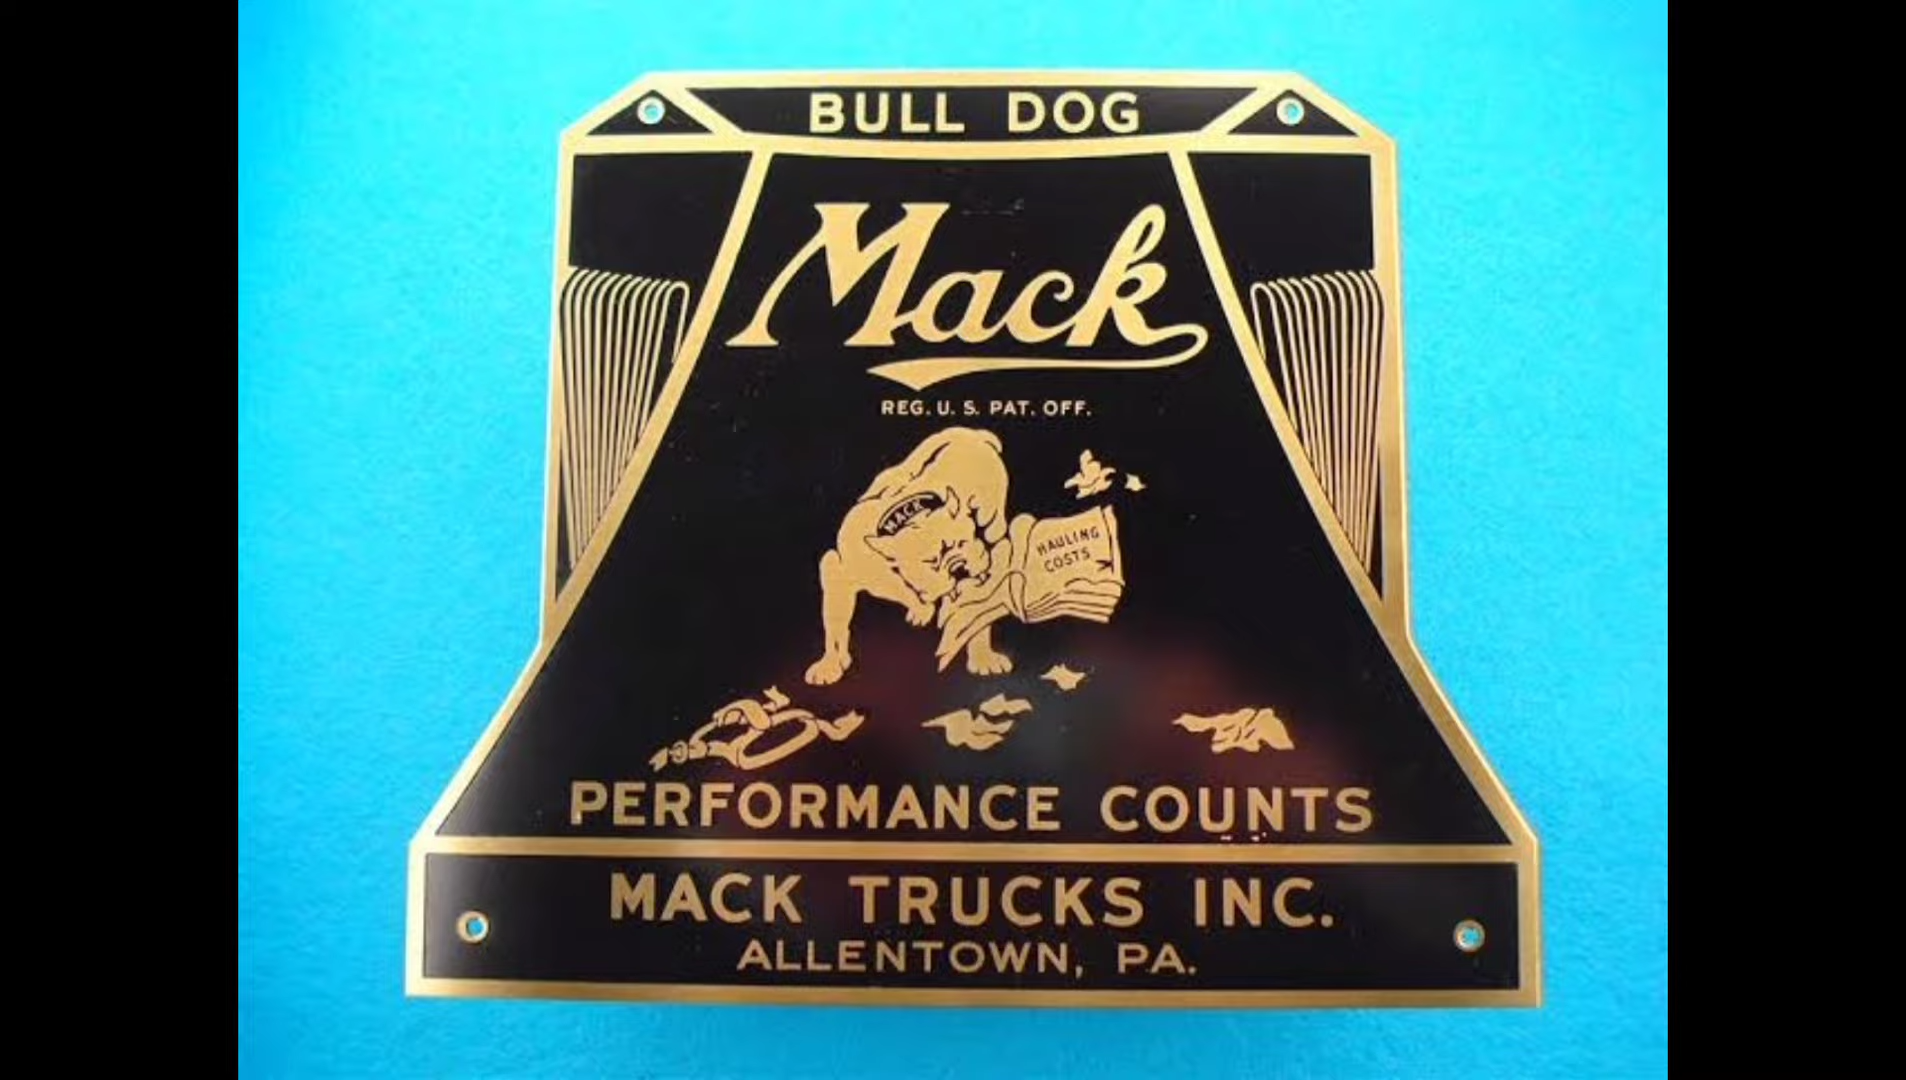 BULL DOG
Mack
REG. U. S. PAT. OFF.
MACK
HAULING
COSTS
PERFORMANCE COUNTS
MACK TRUCKS INC.
ALLENTOWN, PA.